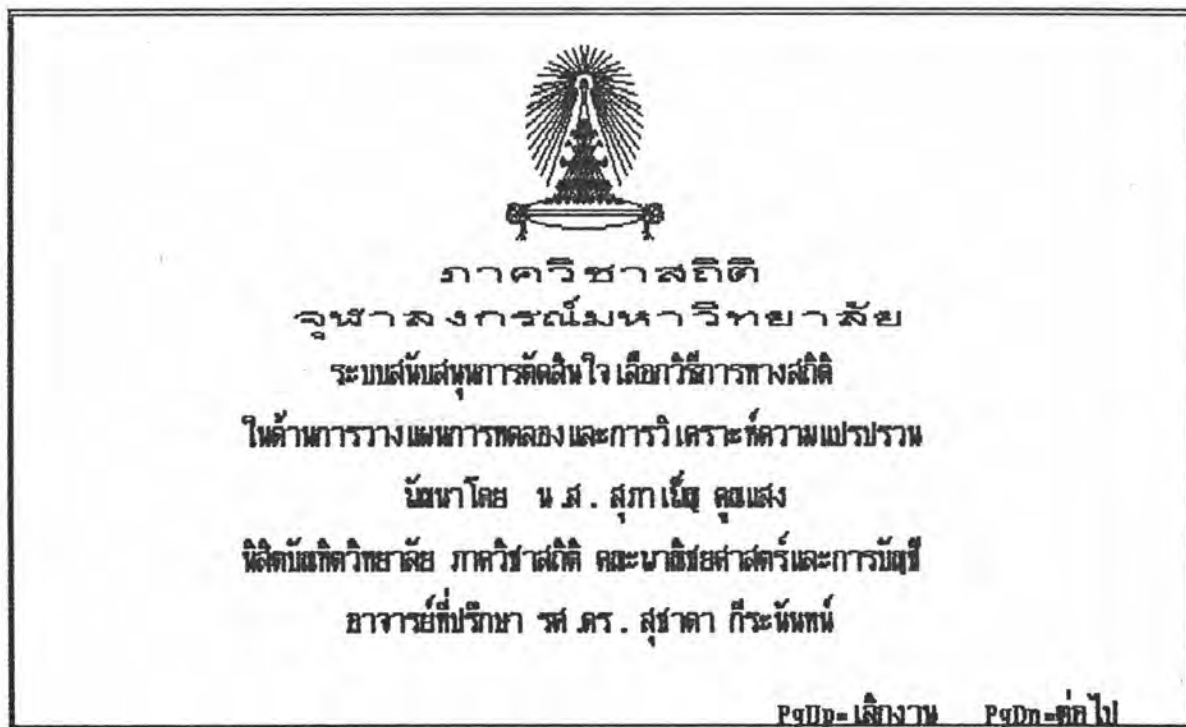 ภาควิชาสถิติ
จุฬาลงกรณ์มหาวิทยาลัย
ระบบสนับสนุนการตัดสินใจเลือกวิธีการทางสถิติ
ในด้านการวางแผนการทดลองและการวิเคราะห์ความแปรปรวน
พัฒนาโดย น.ส. สุภาเพ็ญ คูณแสง
นิสิตบัณฑิตวิทยาลัย ภาควิชาสถิติ คณะพาณิชยศาสตร์และการบัญชี
อาจารย์ที่ปรึกษา รศ.ดร. สุชาดา กีระนันทน์
PgUp=เลิกงาน PgDn=ต่อไป